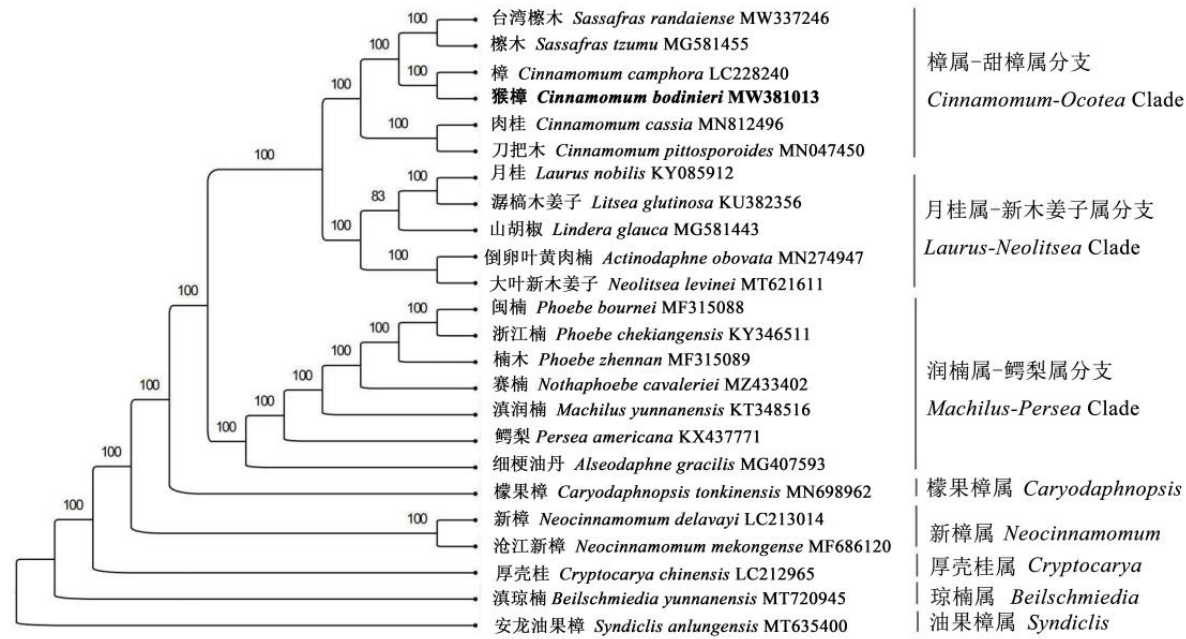 100 台湾檫木 Sassafras randaiense MW337246
100 檫木 Sassafras tzumu MG581455
100 樟 Cinnamomum camphora LC228240
100 猴樟 Cinnamomum bodinieri MW381013
100 肉桂 Cinnamomum cassia MN812496
刀把木 Cinnamomum pittosporoides MN047450
樟属-甜樟属分支
Cinnamomum-Ocotea Clade
100
100 月桂 Laurus nobilis KY085912
83 潺槁木姜子 Litsea glutinosa KU382356
100 山胡椒 Lindera glauca MG581443
100 倒卵叶黄肉楠 Actinodaphne obovata MN274947
大叶新木姜子 Neolitsea levinei MT621611
月桂属-新木姜子属分支
Laurus-Neolitsea Clade
100
100 闽楠 Phoebe bournei MF315088
100 浙江楠 Phoebe chekiangensis KY346511
100 楠木 Phoebe zhennan MF315089
100 赛楠 Nothaphoebe cavaleriei MZ433402
100 滇润楠 Machilus yunnanensis KT348516
100 鳄梨 Persea americana KX437771
细梗油丹 Alseodaphne gracilis MG407593
润楠属-鳄梨属分支
Machilus-Persea Clade
100 檬果樟 Caryodaphnopsis tonkinensis MN698962
檬果樟属 Caryodaphnopsis
100
100 新樟 Neocinnamomum delavayi LC213014
沧江新樟 Neocinnamomum mekongense MF686120
新樟属 Neocinnamomum
100 厚壳桂 Cryptocarya chinensis LC212965
厚壳桂属 Cryptocarya
滇琼楠 Beilschmiedia yunnanensis MT720945
琼楠属 Beilschmiedia
安龙油果樟 Syndiclis anlungensis MT635400
油果樟属 Syndiclis